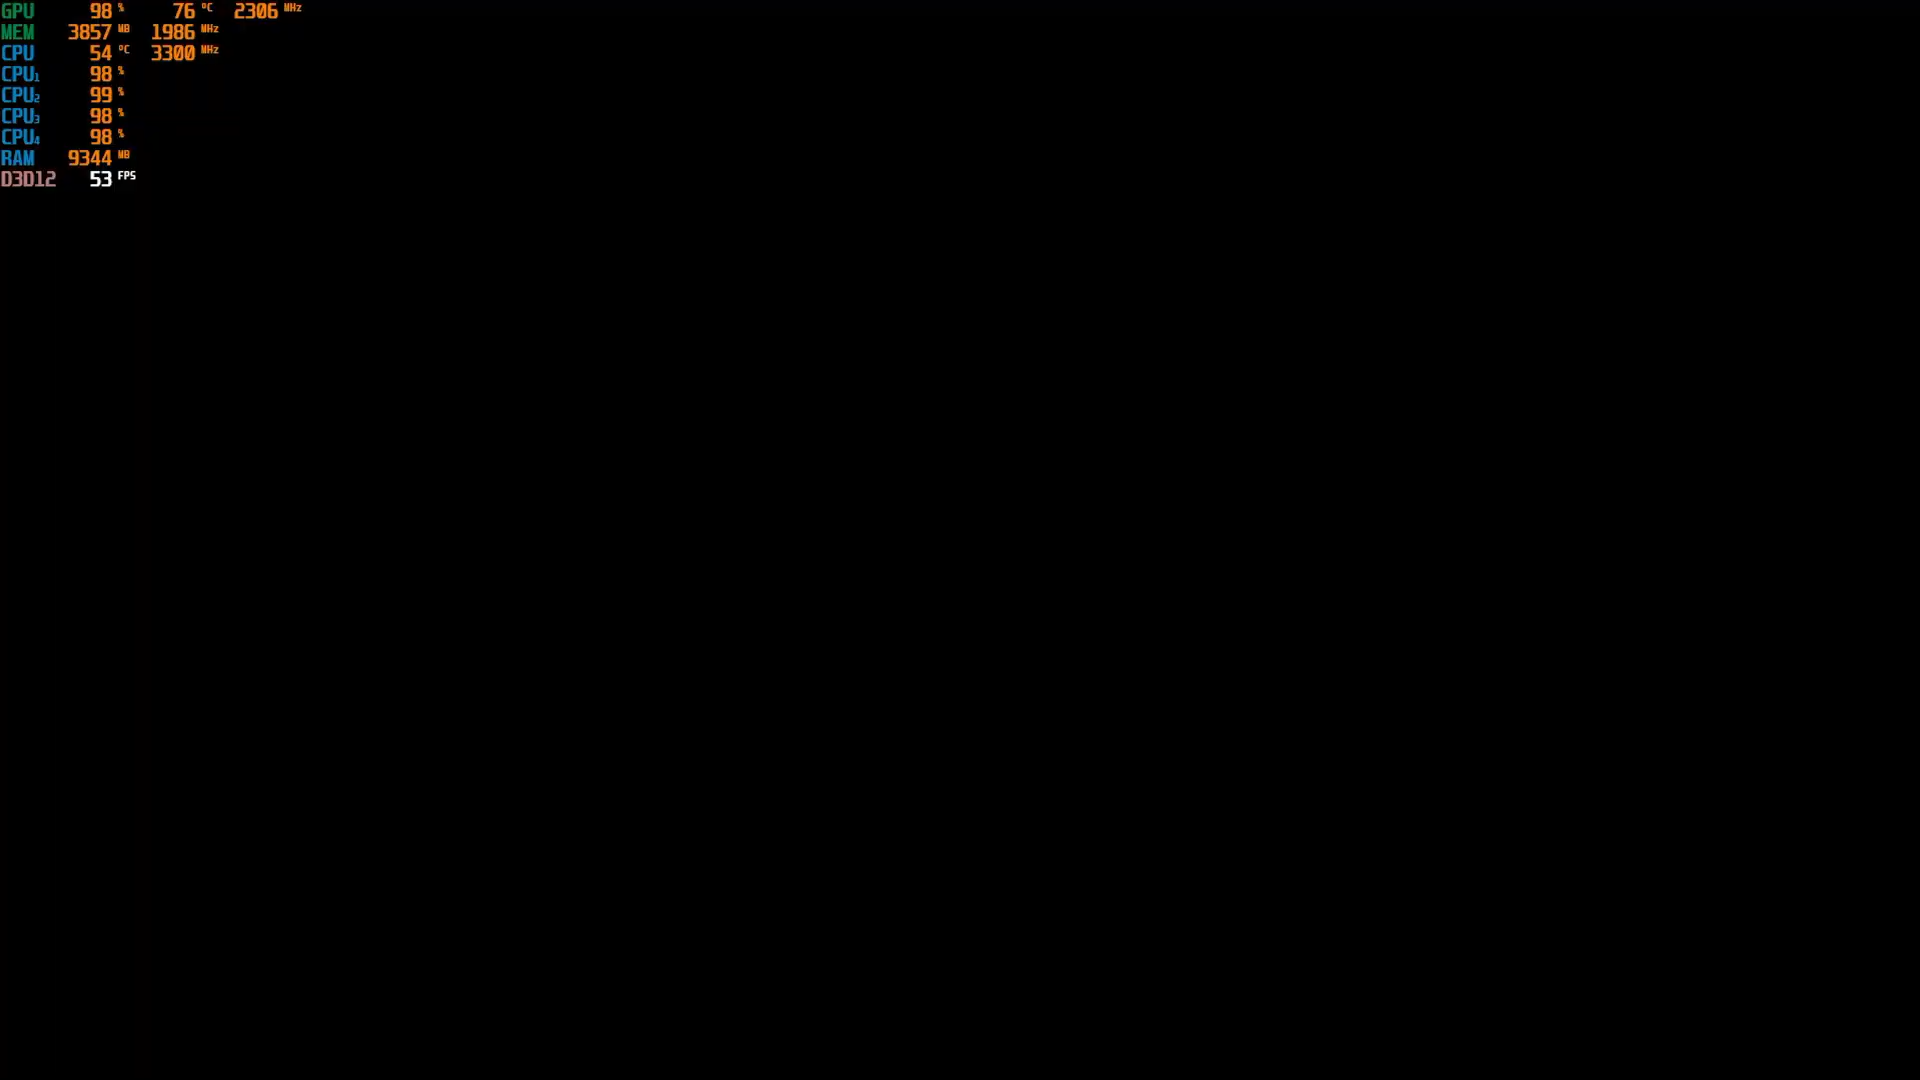 GPU 98 % 76 °C 2306 MHz
MEM 3857 MB 1986 MHz
CPU 54 °C 3300 MHz
CPU1 98 %
CPU2 99 %
CPU3 98 %
CPU4 98 %
RAM 9344 MB
D3D12 53 FPS